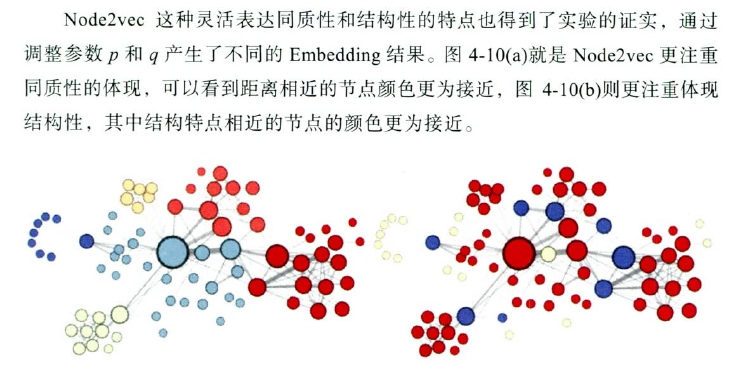 Node2vec 这种灵活表达同质性和结构性的特点也得到了实验的证实，通过
调整参数 p 和 q 产生了不同的 Embedding 结果。图 4-10(a)就是 Node2vec 更注重
同质性的体现，可以看到距离相近的节点颜色更为接近，图 4-10(b)则更注重体现
结构性，其中结构特点相近的节点的颜色更为接近。